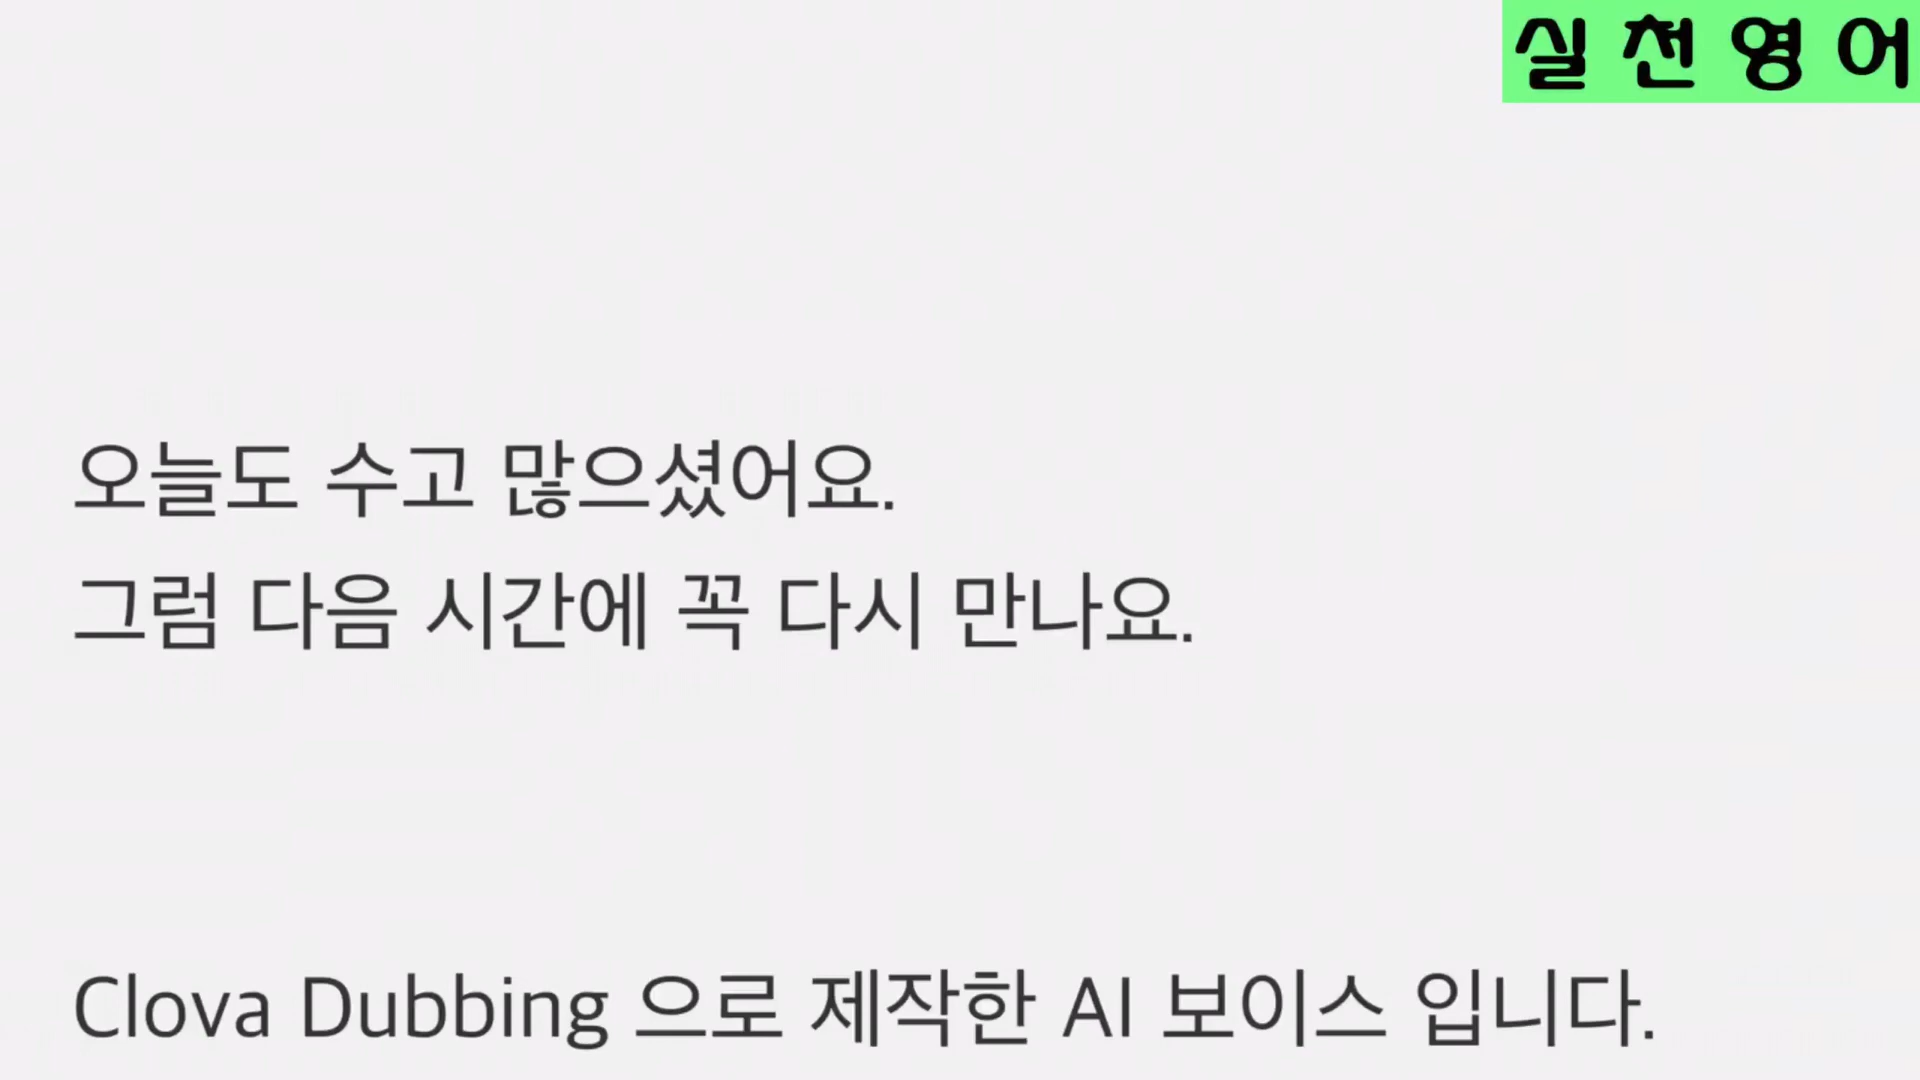 실천영어
오늘도 수고 많으셨어요.
그럼 다음 시간에 꼭 다시 만나요.
Clova Dubbing 으로 제작한 AI 보이스 입니다.